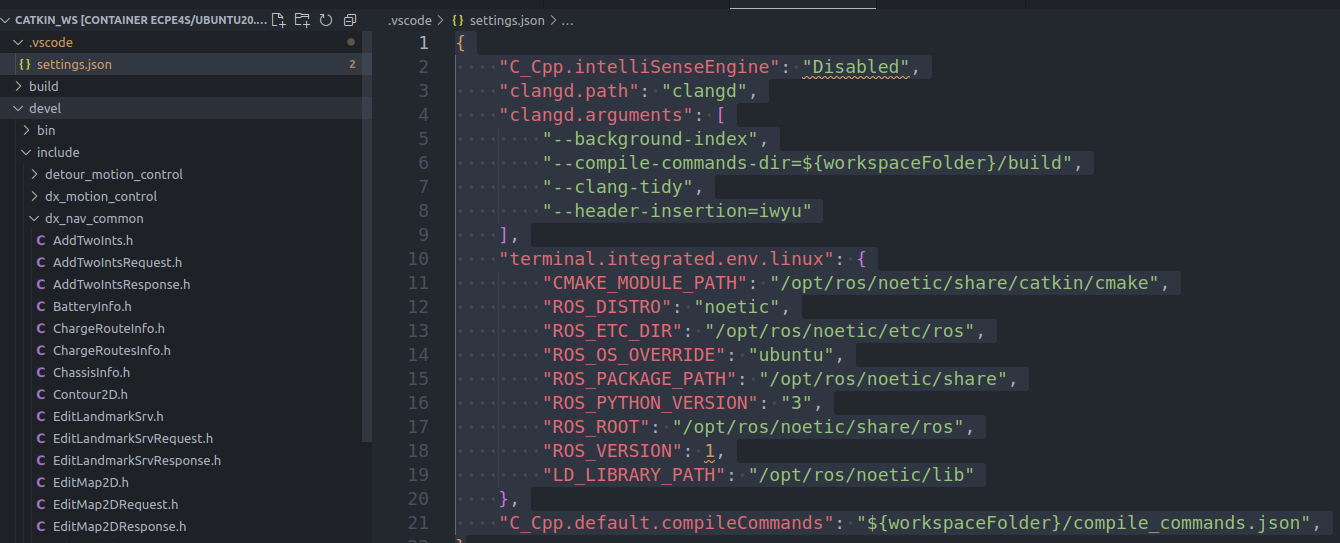 CATKIN_WS [CONTAINER ECPE4S/UBUNTU20....
.vscode
{} settings.json 2
build
devel
bin
include
detour_motion_control
dx_motion_control
dx_nav_common
C AddTwoInts.h
C AddTwoIntsRequest.h
C AddTwoIntsResponse.h
C BatteryInfo.h
C ChargeRouteInfo.h
C ChargeRoutesInfo.h
C ChassisInfo.h
C Contour2D.h
C EditLandmarkSrv.h
C EditLandmarkSrvRequest.h
C EditLandmarkSrvResponse.h
C EditMap2D.h
C EditMap2DRequest.h
C EditMap2DResponse.h
.vscode > {} settings.json > ...
1 {
2 "C_Cpp.intelliSenseEngine": "Disabled",
3 "clangd.path": "clangd",
4 "clangd.arguments": [
5 "--background-index",
6 "--compile-commands-dir=${workspaceFolder}/build",
7 "--clang-tidy",
8 "--header-insertion=iwyu"
9 ],
10 "terminal.integrated.env.linux": {
11 "CMAKE_MODULE_PATH": "/opt/ros/noetic/share/catkin/cmake",
12 "ROS_DISTRO": "noetic",
13 "ROS_ETC_DIR": "/opt/ros/noetic/etc/ros",
14 "ROS_OS_OVERRIDE": "ubuntu",
15 "ROS_PACKAGE_PATH": "/opt/ros/noetic/share",
16 "ROS_PYTHON_VERSION": "3",
17 "ROS_ROOT": "/opt/ros/noetic/share/ros",
18 "ROS_VERSION": 1,
19 "LD_LIBRARY_PATH": "/opt/ros/noetic/lib"
20 },
21 "C_Cpp.default.compileCommands": "${workspaceFolder}/compile_commands.json",